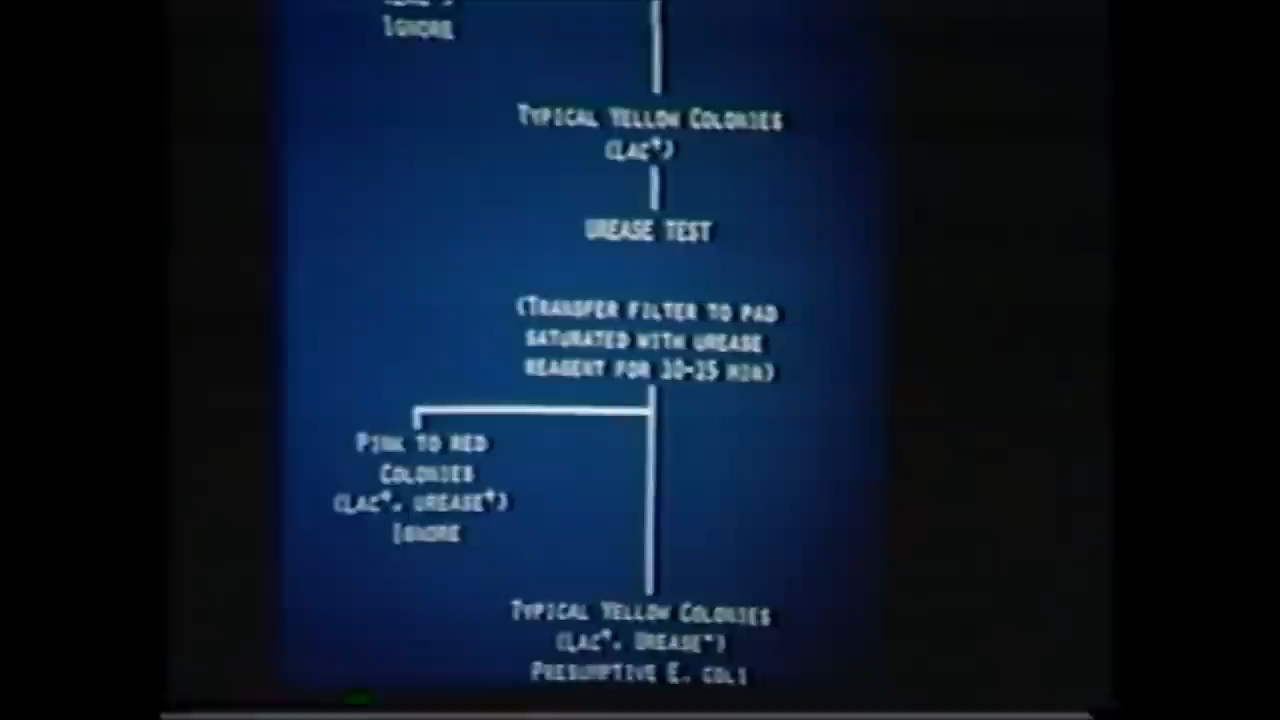 IGNORE
TYPICAL YELLOW COLONIES
(LAC⁺)
UREASE TEST
(TRANSFER FILTER TO PAD
SATURATED WITH UREASE
REAGENT FOR 10-15 MIN)
PINK TO RED
COLONIES
(LAC⁺, UREASE⁺)
IGNORE
TYPICAL YELLOW COLONIES
(LAC⁺, UREASE⁻)
PRESUMPTIVE E. COLI